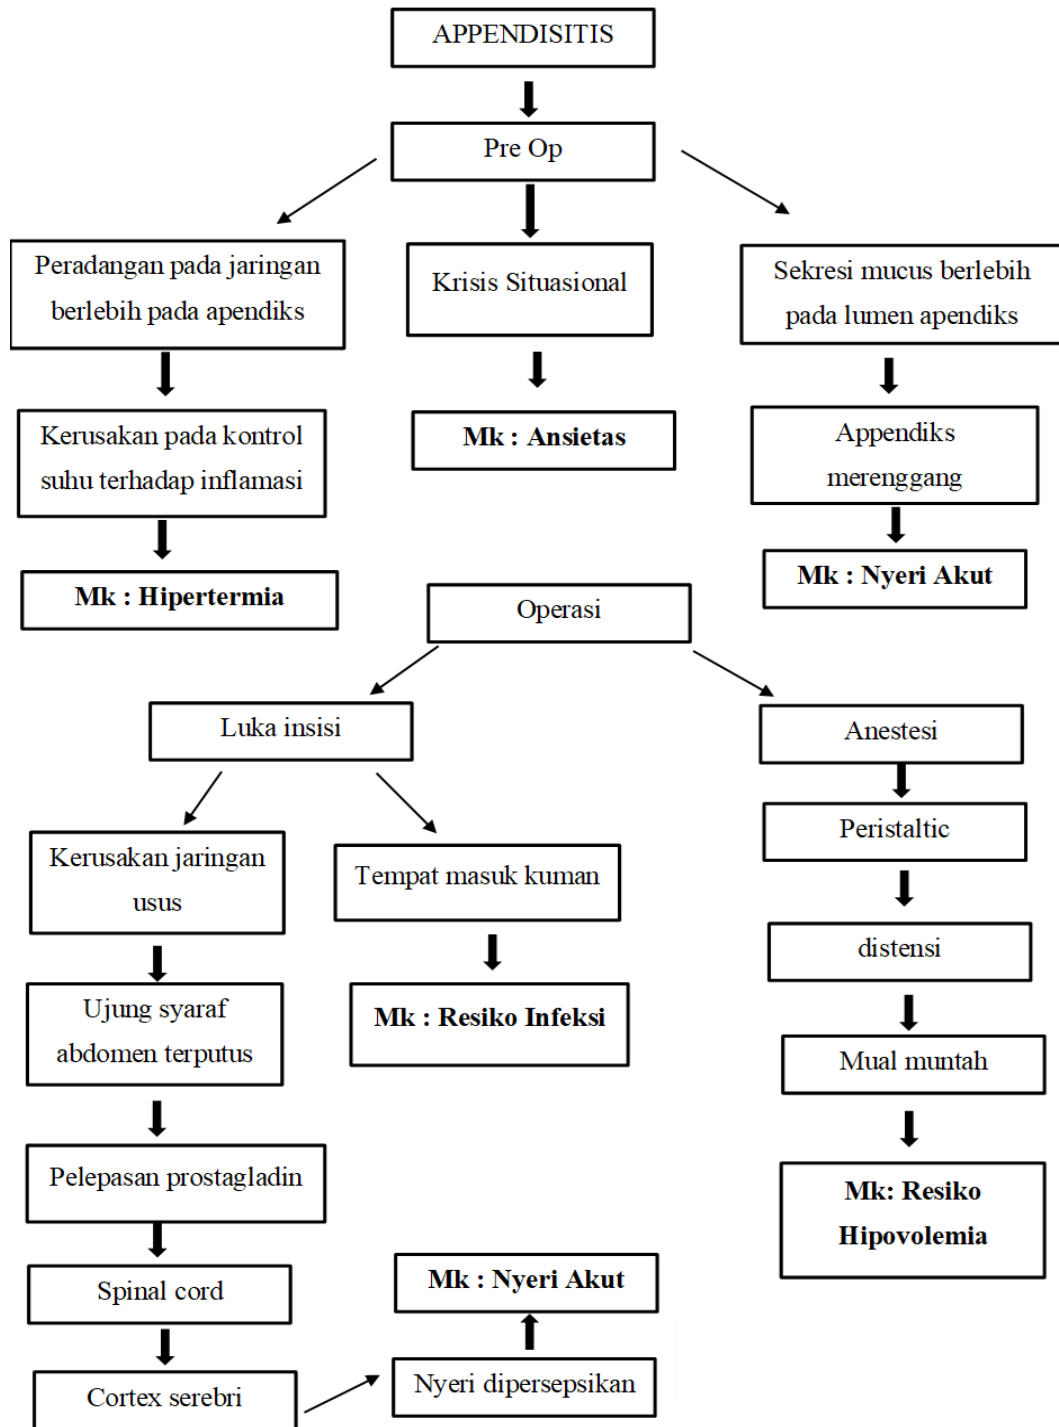 APPENDISITIS
Pre Op
Peradangan pada jaringan
berlebih pada apendiks
Krisis Situasional
Sekresi mucus berlebih
pada lumen apendiks
Kerusakan pada kontrol
suhu terhadap inflamasi
Mk : Ansietas
Appendiks
merenggang
Mk : Hipertermia
Mk : Nyeri Akut
Operasi
Luka insisi
Anestesi
Kerusakan jaringan
usus
Tempat masuk kuman
Peristaltic
distensi
Ujung syaraf
abdomen terputus
Mk : Resiko Infeksi
Mual muntah
Pelepasan prostagladin
Mk: Resiko
Hipovolemia
Spinal cord
Mk : Nyeri Akut
Cortex serebri
Nyeri dipersepsikan